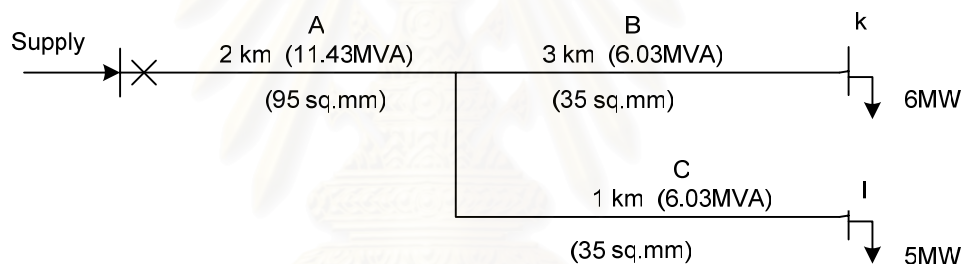 Supply
A
2 km (11.43MVA)
(95 sq.mm)
B
3 km (6.03MVA)
(35 sq.mm)
k
6MW
C
1 km (6.03MVA)
(35 sq.mm)
l
5MW